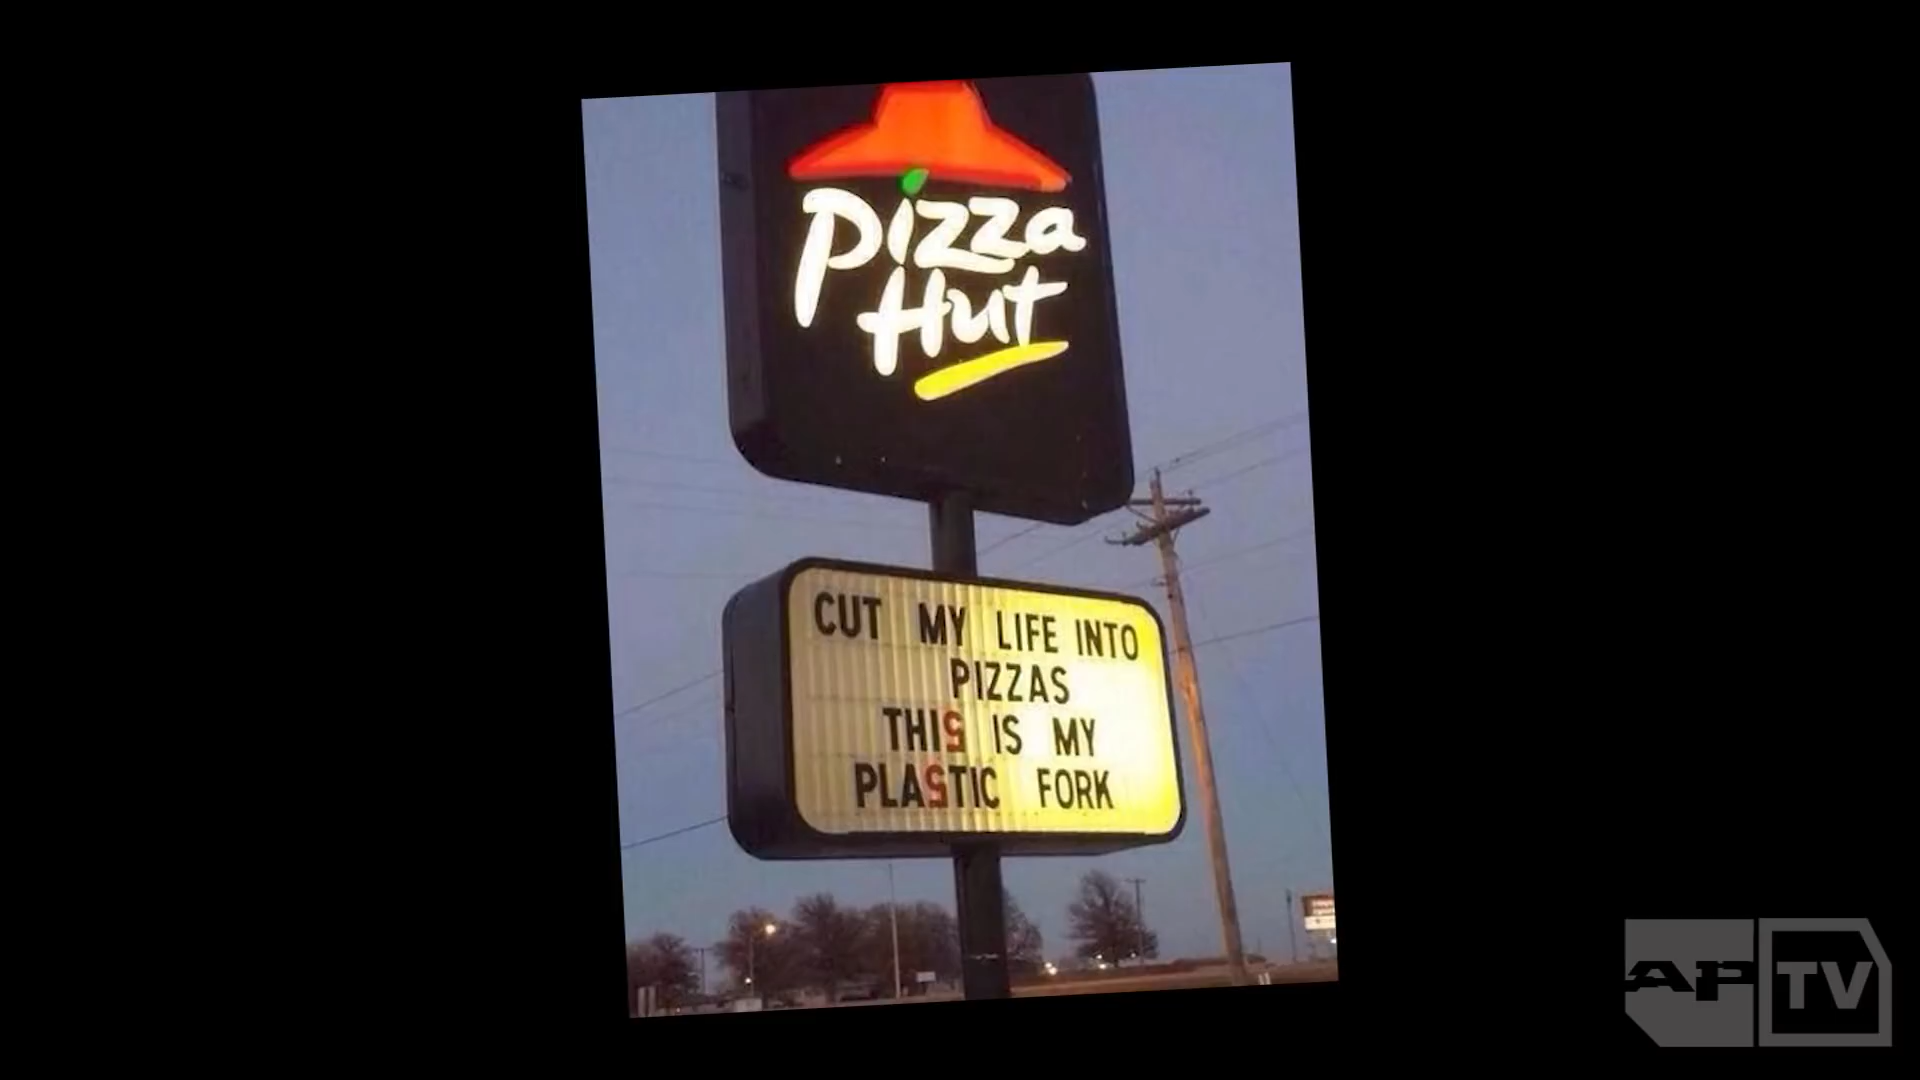 Pizza
Hut
CUT MY LIFE INTO
PIZZAS
THIS IS MY
PLASTIC FORK
AP TV